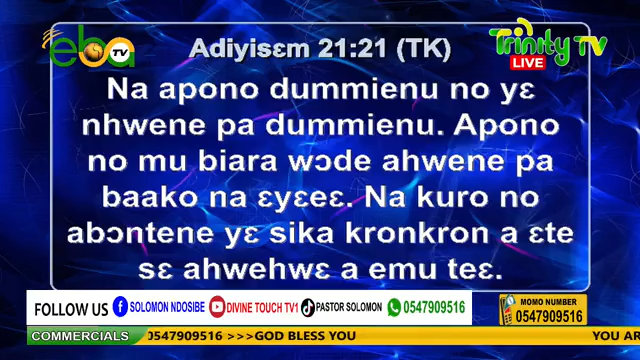 eba TV
Adiyisɛm 21:21 (TK)
Trinity TV
LIVE
Na apono dummienu no yɛ
nhwene pa dummienu. Apono
no mu biara wɔde ahwene pa
baako na ɛyɛeɛ. Na kuro no
abɔntene yɛ sika kronkron a ɛte
sɛ ahwehwɛ a emu teɛ.
FOLLOW US SOLOMON NDOSIBE DIVINE TOUCH TV1 PASTOR SOLOMON 0547909516
MOMO NUMBER
0547909516
COMMERCIALS 0547909516 >>>GOD BLESS YOU YOU AR